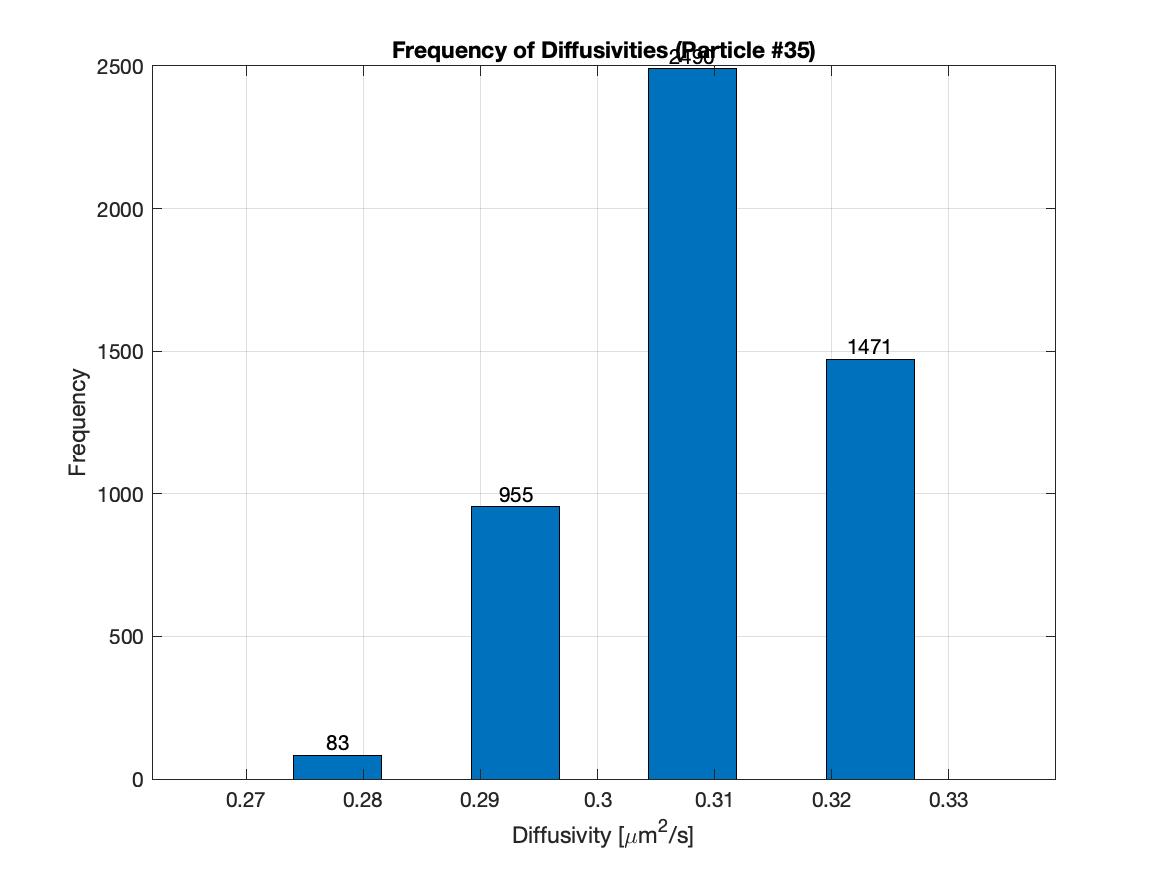 Frequency of Diffusivities (Particle #35)
2490
2500
2000
1500
1471
Frequency
1000
955
500
83
0
0.27 0.28 0.29 0.3 0.31 0.32 0.33
Diffusivity [μm²/s]